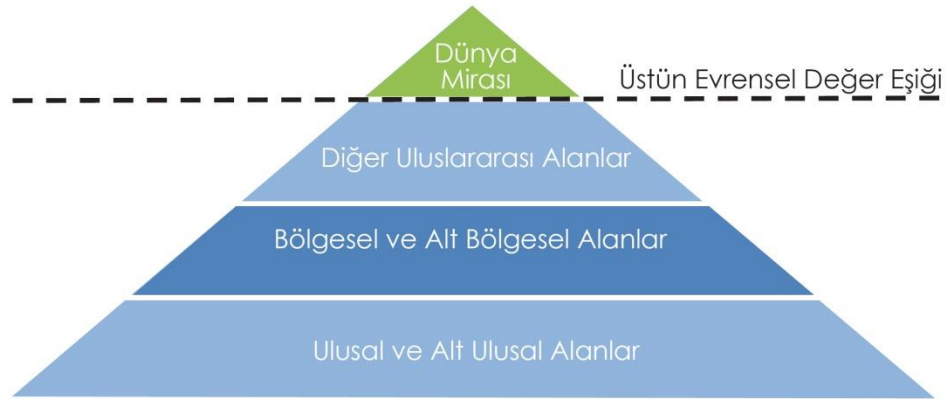 Dünya
Mirası
Üstün Evrensel Değer Eşiği
Diğer Uluslararası Alanlar
Bölgesel ve Alt Bölgesel Alanlar
Ulusal ve Alt Ulusal Alanlar